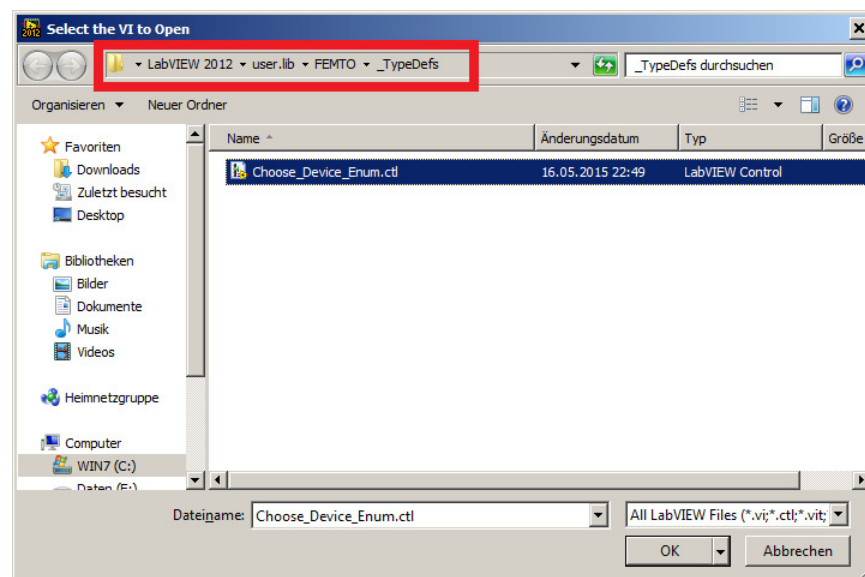 2012 Select the VI to Open
LabVIEW 2012 user.lib FEMTO _TypeDefs
_TypeDefs durchsuchen
Organisieren Neuer Ordner
Name Änderungsdatum Typ Größe
Choose_Device_Enum.ctl 16.05.2015 22:49 LabVIEW Control
Favoriten
Downloads
Zuletzt besucht
Desktop
Bibliotheken
Bilder
Dokumente
Musik
Videos
Heimnetzgruppe
Computer
WIN7 (C:)
Daten (E:)
Dateiname: Choose_Device_Enum.ctl All LabVIEW Files (*.vi;*.ctl;*.vit;
OK Abbrechen